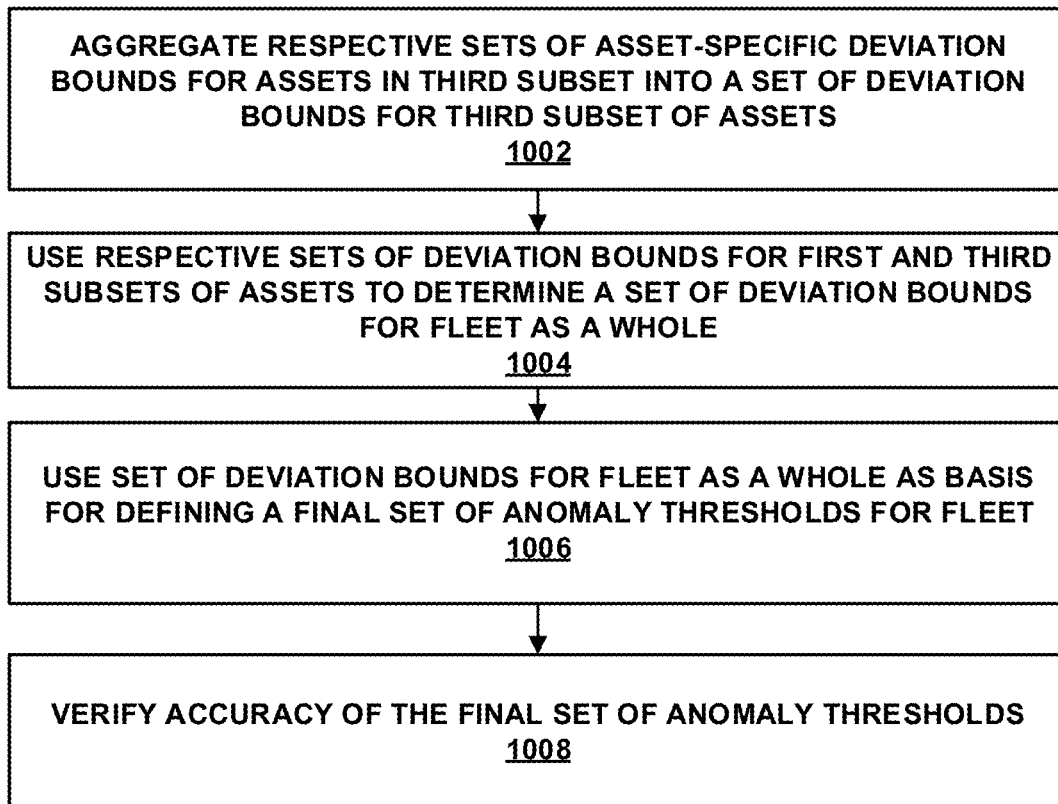 AGGREGATE RESPECTIVE SETS OF ASSET-SPECIFIC DEVIATION
BOUNDS FOR ASSETS IN THIRD SUBSET INTO A SET OF DEVIATION
BOUNDS FOR THIRD SUBSET OF ASSETS
1002
USE RESPECTIVE SETS OF DEVIATION BOUNDS FOR FIRST AND THIRD
SUBSETS OF ASSETS TO DETERMINE A SET OF DEVIATION BOUNDS
FOR FLEET AS A WHOLE
1004
USE SET OF DEVIATION BOUNDS FOR FLEET AS A WHOLE AS BASIS
FOR DEFINING A FINAL SET OF ANOMALY THRESHOLDS FOR FLEET
1006
VERIFY ACCURACY OF THE FINAL SET OF ANOMALY THRESHOLDS
1008